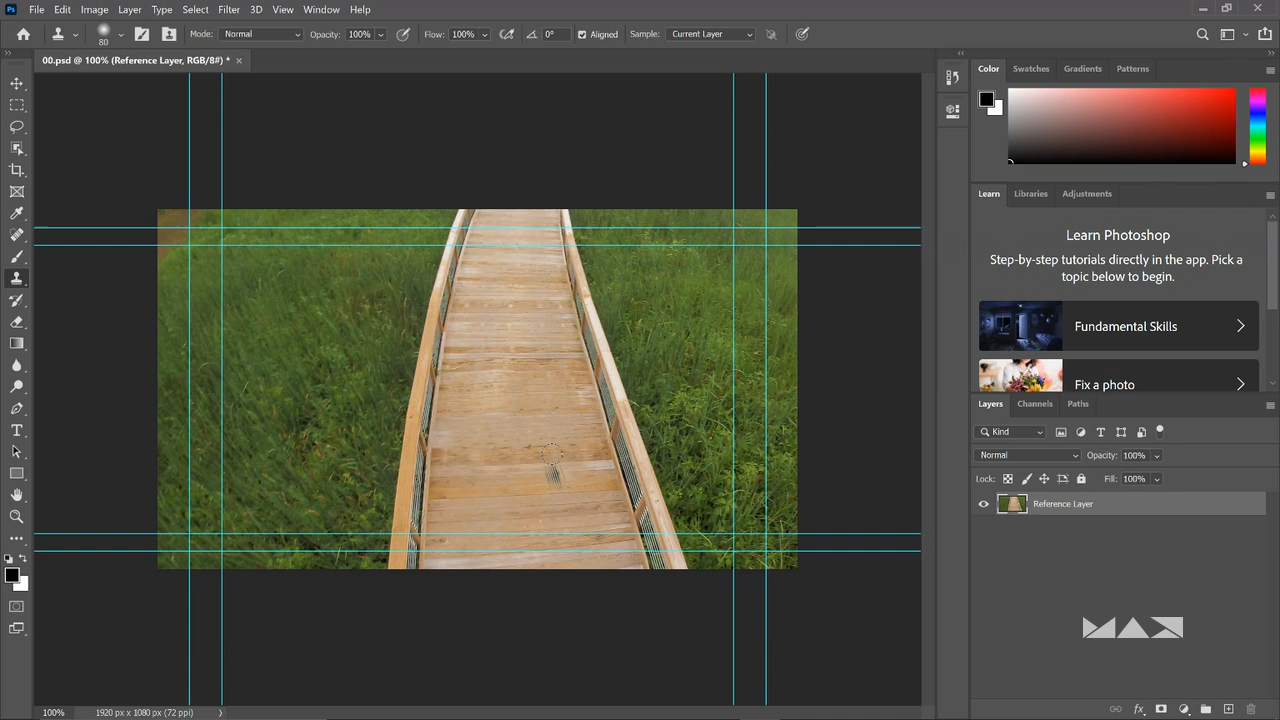 Ps File Edit Image Layer Type Select Filter 3D View Window Help
80 Mode: Normal Opacity: 100% Flow: 100% 0° Aligned Sample: Current Layer
00.psd @ 100% (Reference Layer, RGB/8#) * ×
Color Swatches Gradients Patterns
Learn Libraries Adjustments
Learn Photoshop
Step-by-step tutorials directly in the app. Pick a
topic below to begin.
Fundamental Skills
Fix a photo
Layers Channels Paths
Kind
Normal Opacity: 100%
Lock: Fill: 100%
Reference Layer
MAX
100% 1920 px x 1080 px (72 ppi)